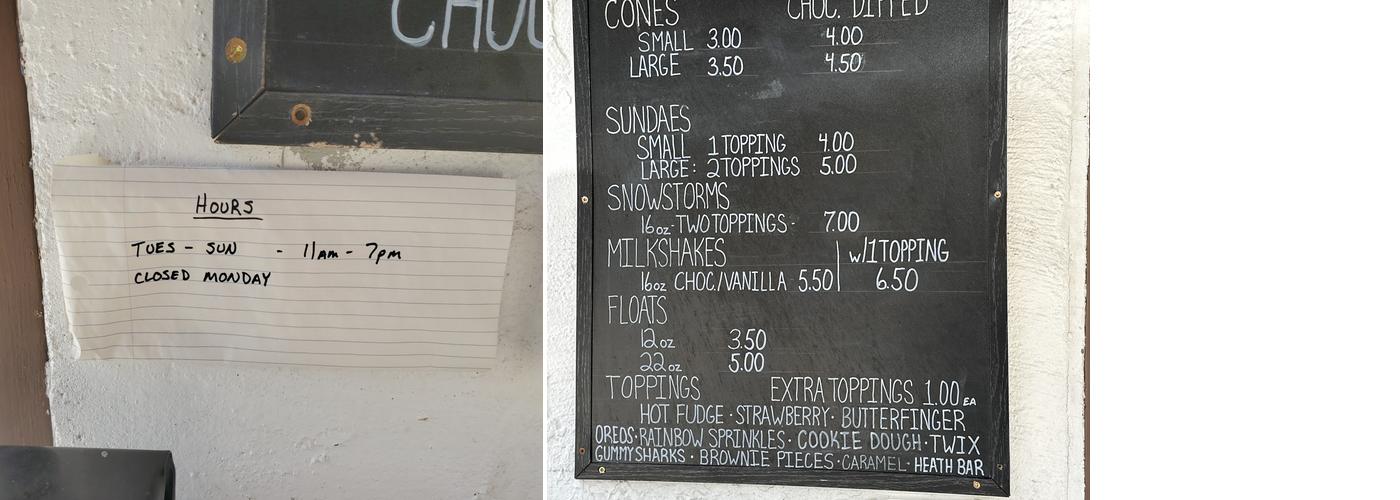 CHOC
HOURS
TUES - SUN - 11AM - 7PM
CLOSED MONDAY
CONES CHOC. DIPPED
SMALL 3.00 4.00
LARGE 3.50 4.50
SUNDAES
SMALL 1 TOPPING 4.00
LARGE: 2 TOPPINGS 5.00
SNOWSTORMS
16oz - TWO TOPPINGS - 7.00
MILKSHAKES w/1 TOPPING
16oz CHOC./VANILLA 5.50 6.50
FLOATS
12oz 3.50
22oz 5.00
TOPPINGS EXTRA TOPPINGS 1.00 EA
HOT FUDGE · STRAWBERRY · BUTTERFINGER
OREOS · RAINBOW SPRINKLES · COOKIE DOUGH · TWIX
GUMMY SHARKS · BROWNIE PIECES · CARAMEL · HEATH BAR